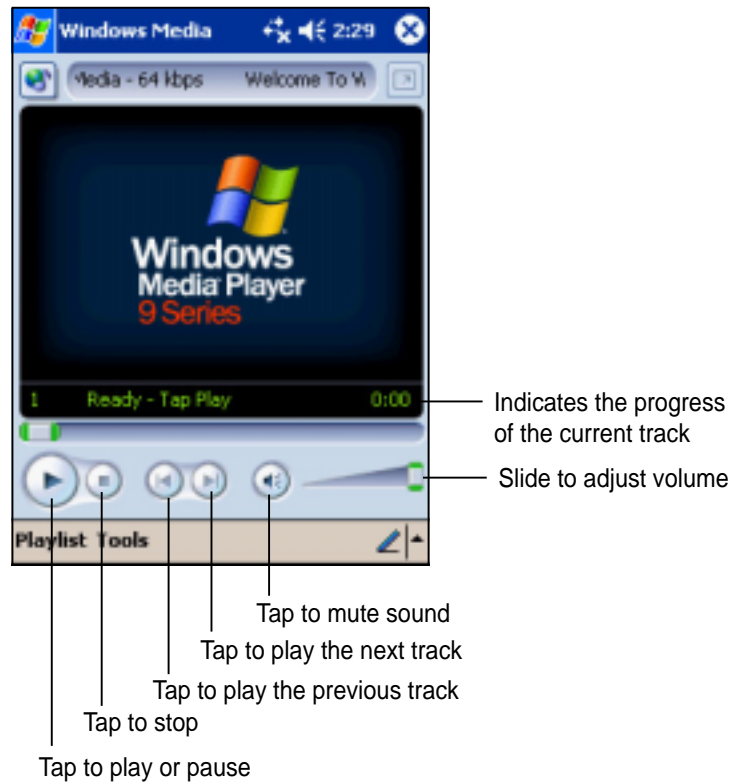 Windows Media 2:29
Media - 64 kbps Welcome To W
Windows
Media Player
9 Series
1 Ready - Tap Play 0:00
Indicates the progress
of the current track
Slide to adjust volume
Playlist Tools
Tap to mute sound
Tap to play the next track
Tap to play the previous track
Tap to stop
Tap to play or pause